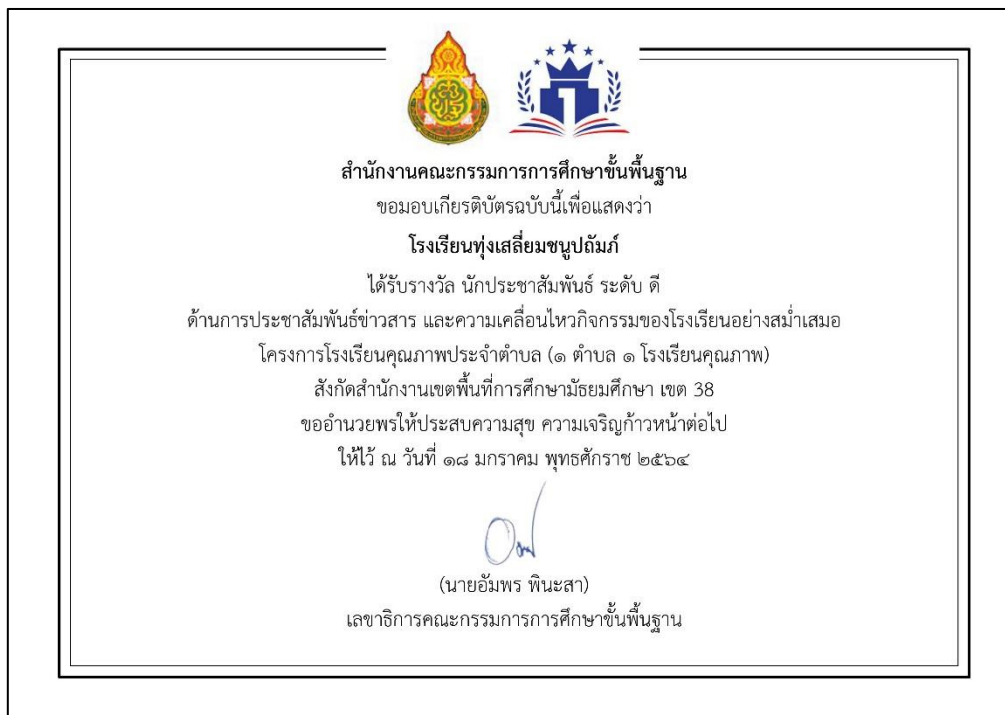 1
สำนักงานคณะกรรมการการศึกษาขั้นพื้นฐาน
ขอมอบเกียรติบัตรฉบับนี้เพื่อแสดงว่า
โรงเรียนทุ่งเสลี่ยมชนูปถัมภ์
ได้รับรางวัล นักประชาสัมพันธ์ ระดับ ดี
ด้านการประชาสัมพันธ์ข่าวสาร และความเคลื่อนไหวกิจกรรมของโรงเรียนอย่างสม่ำเสมอ
โครงการโรงเรียนคุณภาพประจำตำบล (๑ ตำบล ๑ โรงเรียนคุณภาพ)
สังกัดสำนักงานเขตพื้นที่การศึกษามัธยมศึกษา เขต 38
ขออำนวยพรให้ประสบความสุข ความเจริญก้าวหน้าต่อไป
ให้ไว้ ณ วันที่ ๑๘ มกราคม พุทธศักราช ๒๕๖๔
(นายอัมพร พินะสา)
เลขาธิการคณะกรรมการการศึกษาขั้นพื้นฐาน